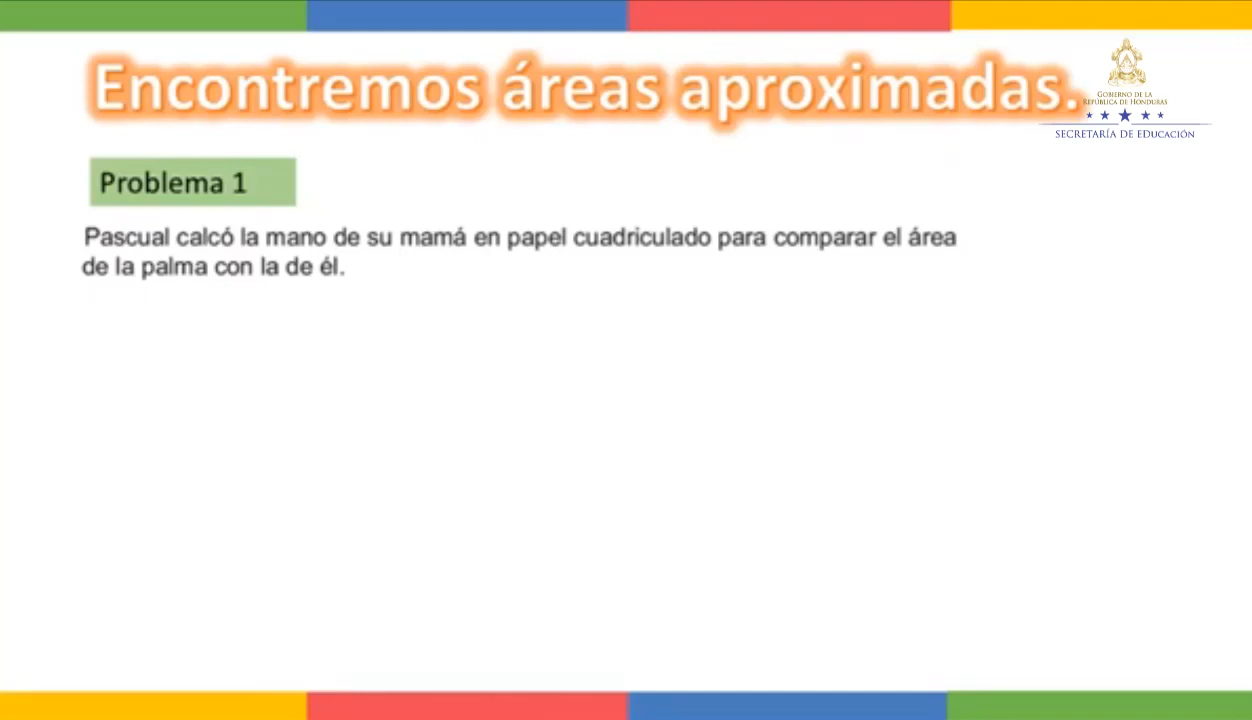 Encontremos áreas aproximadas.
GOBIERNO DE LA
REPÚBLICA DE HONDURAS
SECRETARÍA DE EDUCACIÓN
Problema 1
Pascual calcó la mano de su mamá en papel cuadriculado para comparar el área
de la palma con la de él.